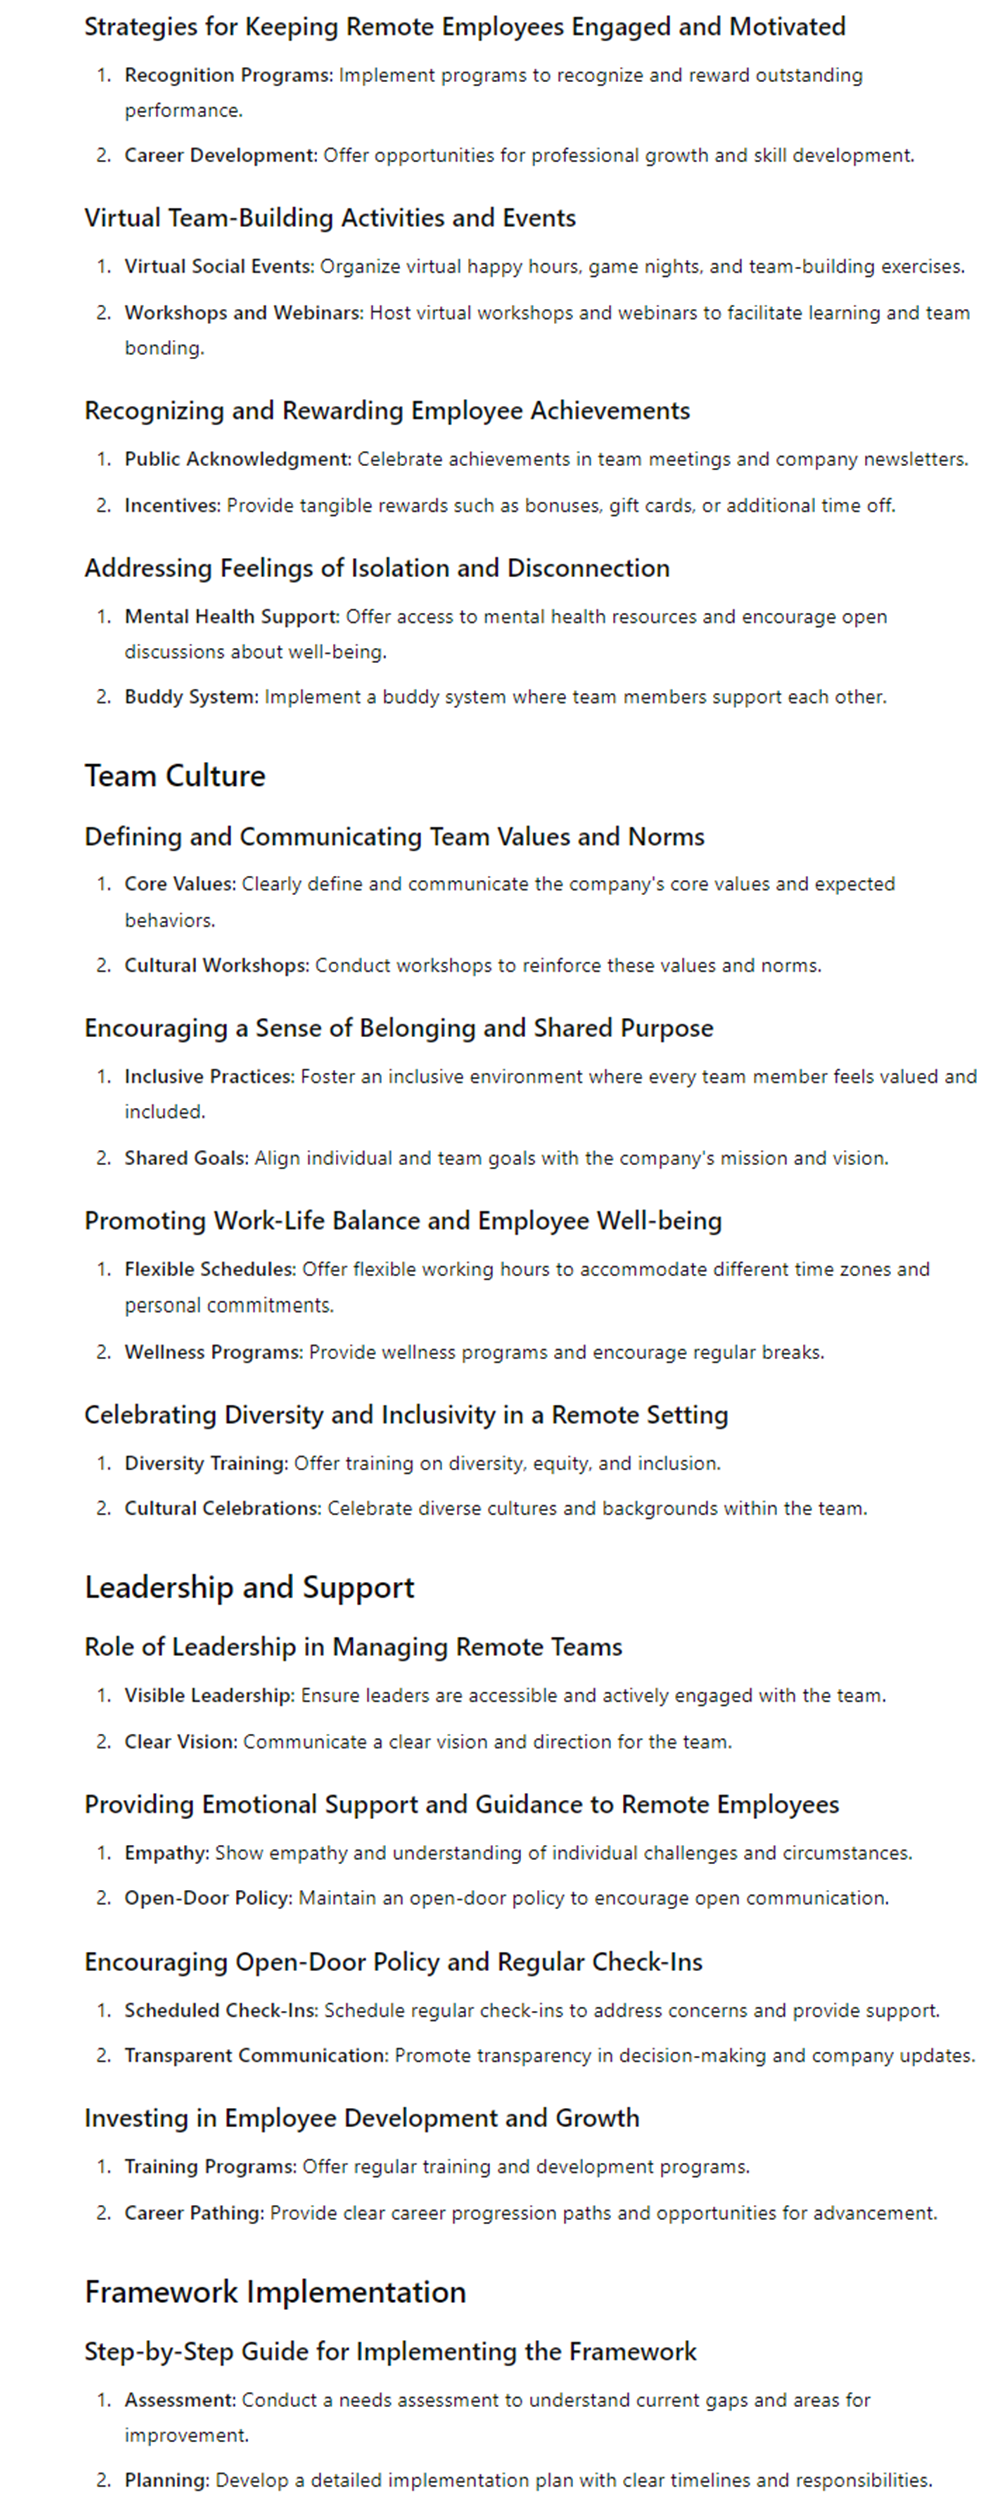 Strategies for Keeping Remote Employees Engaged and Motivated
1. Recognition Programs: Implement programs to recognize and reward outstanding
performance.
2. Career Development: Offer opportunities for professional growth and skill development.
Virtual Team-Building Activities and Events
1. Virtual Social Events: Organize virtual happy hours, game nights, and team-building exercises.
2. Workshops and Webinars: Host virtual workshops and webinars to facilitate learning and team
bonding.
Recognizing and Rewarding Employee Achievements
1. Public Acknowledgment: Celebrate achievements in team meetings and company newsletters.
2. Incentives: Provide tangible rewards such as bonuses, gift cards, or additional time off.
Addressing Feelings of Isolation and Disconnection
1. Mental Health Support: Offer access to mental health resources and encourage open
discussions about well-being.
2. Buddy System: Implement a buddy system where team members support each other.
Team Culture
Defining and Communicating Team Values and Norms
1. Core Values: Clearly define and communicate the company's core values and expected
behaviors.
2. Cultural Workshops: Conduct workshops to reinforce these values and norms.
Encouraging a Sense of Belonging and Shared Purpose
1. Inclusive Practices: Foster an inclusive environment where every team member feels valued and
included.
2. Shared Goals: Align individual and team goals with the company's mission and vision.
Promoting Work-Life Balance and Employee Well-being
1. Flexible Schedules: Offer flexible working hours to accommodate different time zones and
personal commitments.
2. Wellness Programs: Provide wellness programs and encourage regular breaks.
Celebrating Diversity and Inclusivity in a Remote Setting
1. Diversity Training: Offer training on diversity, equity, and inclusion.
2. Cultural Celebrations: Celebrate diverse cultures and backgrounds within the team.
Leadership and Support
Role of Leadership in Managing Remote Teams
1. Visible Leadership: Ensure leaders are accessible and actively engaged with the team.
2. Clear Vision: Communicate a clear vision and direction for the team.
Providing Emotional Support and Guidance to Remote Employees
1. Empathy: Show empathy and understanding of individual challenges and circumstances.
2. Open-Door Policy: Maintain an open-door policy to encourage open communication.
Encouraging Open-Door Policy and Regular Check-Ins
1. Scheduled Check-Ins: Schedule regular check-ins to address concerns and provide support.
2. Transparent Communication: Promote transparency in decision-making and company updates.
Investing in Employee Development and Growth
1. Training Programs: Offer regular training and development programs.
2. Career Pathing: Provide clear career progression paths and opportunities for advancement.
Framework Implementation
Step-by-Step Guide for Implementing the Framework
1. Assessment: Conduct a needs assessment to understand current gaps and areas for
improvement.
2. Planning: Develop a detailed implementation plan with clear timelines and responsibilities.